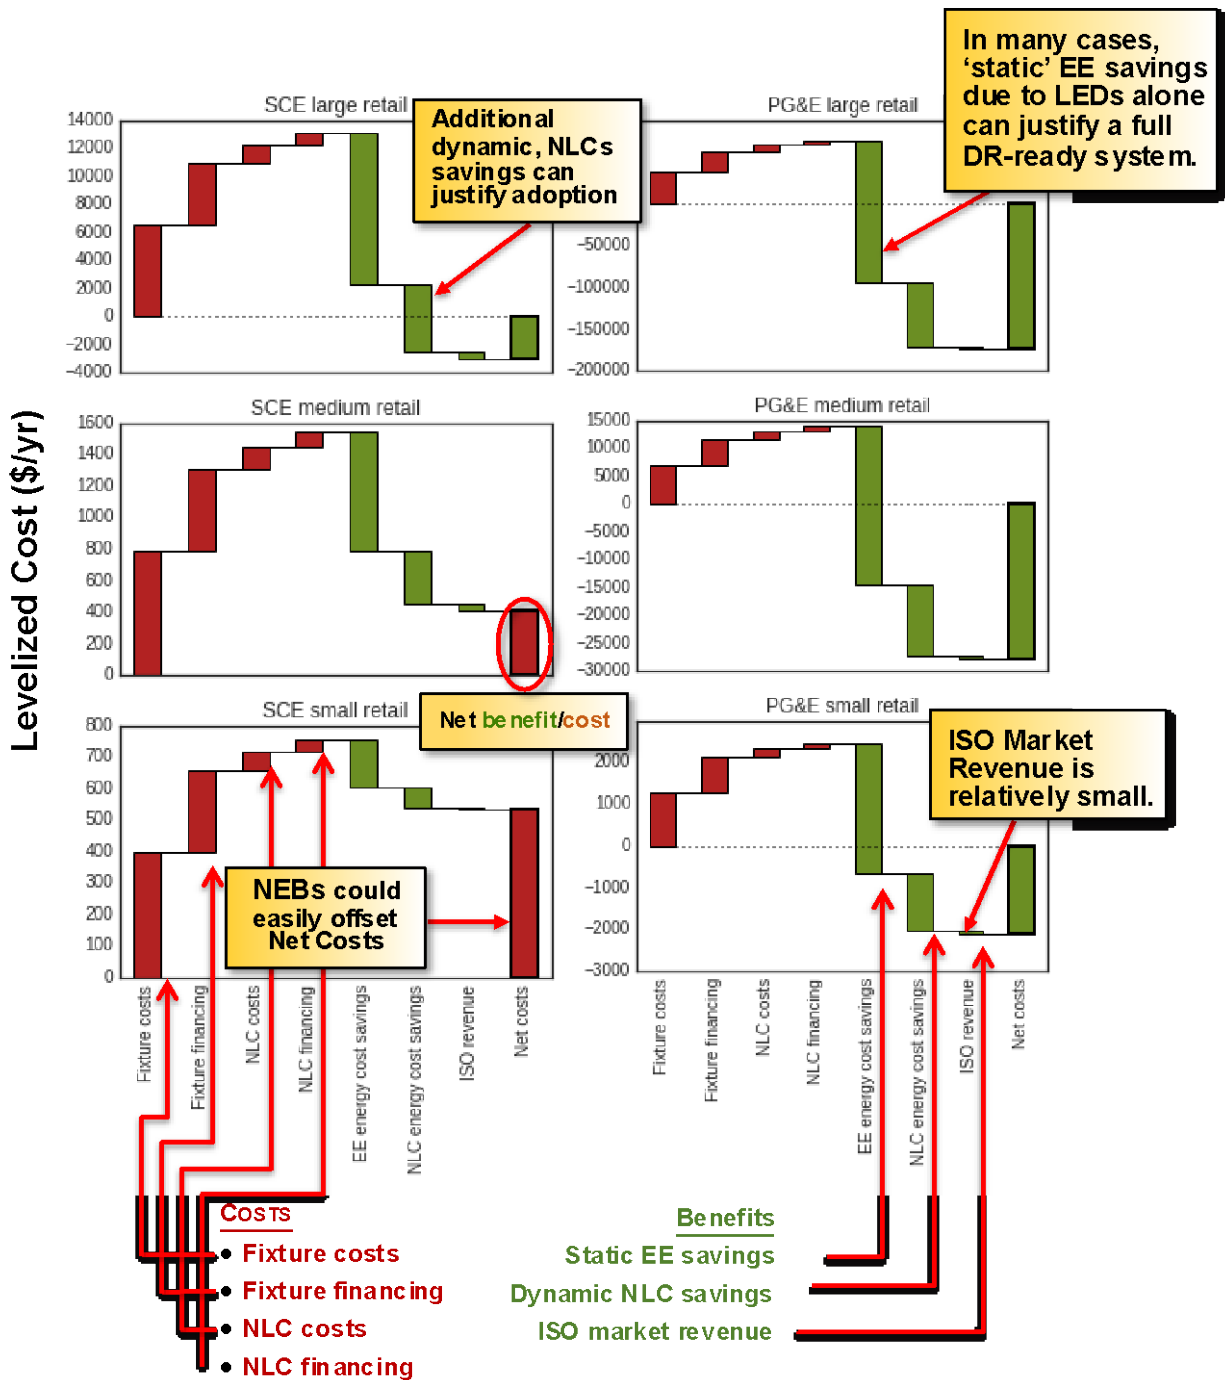 In many cases,
‘static’ EE savings
due to LEDs alone
can justify a full
DR-ready system.
SCE large retail
PG&E large retail
Additional
dynamic, NLCs
savings can
justify adoption
14000
12000
10000
8000
6000
4000
2000
0
−2000
−4000
−50000
−100000
−150000
−200000
Levelized Cost ($/yr)
SCE medium retail
1600
1400
1200
1000
800
600
400
200
0
PG&E medium retail
15000
10000
5000
0
−5000
−10000
−15000
−20000
−25000
−30000
Net benefit/cost
SCE small retail
800
700
600
500
400
300
200
100
0
PG&E small retail
2000
1000
0
−1000
−2000
−3000
ISO Market
Revenue is
relatively small.
NEBs could
easily offset
Net Costs
Fixture costs
Fixture financing
NLC costs
NLC financing
EE energy cost savings
NLC energy cost savings
ISO revenue
Net costs
Fixture costs
Fixture financing
NLC costs
NLC financing
EE energy cost savings
NLC energy cost savings
ISO revenue
Net costs
COSTS
• Fixture costs
• Fixture financing
• NLC costs
• NLC financing
Benefits
Static EE savings
Dynamic NLC savings
ISO market revenue